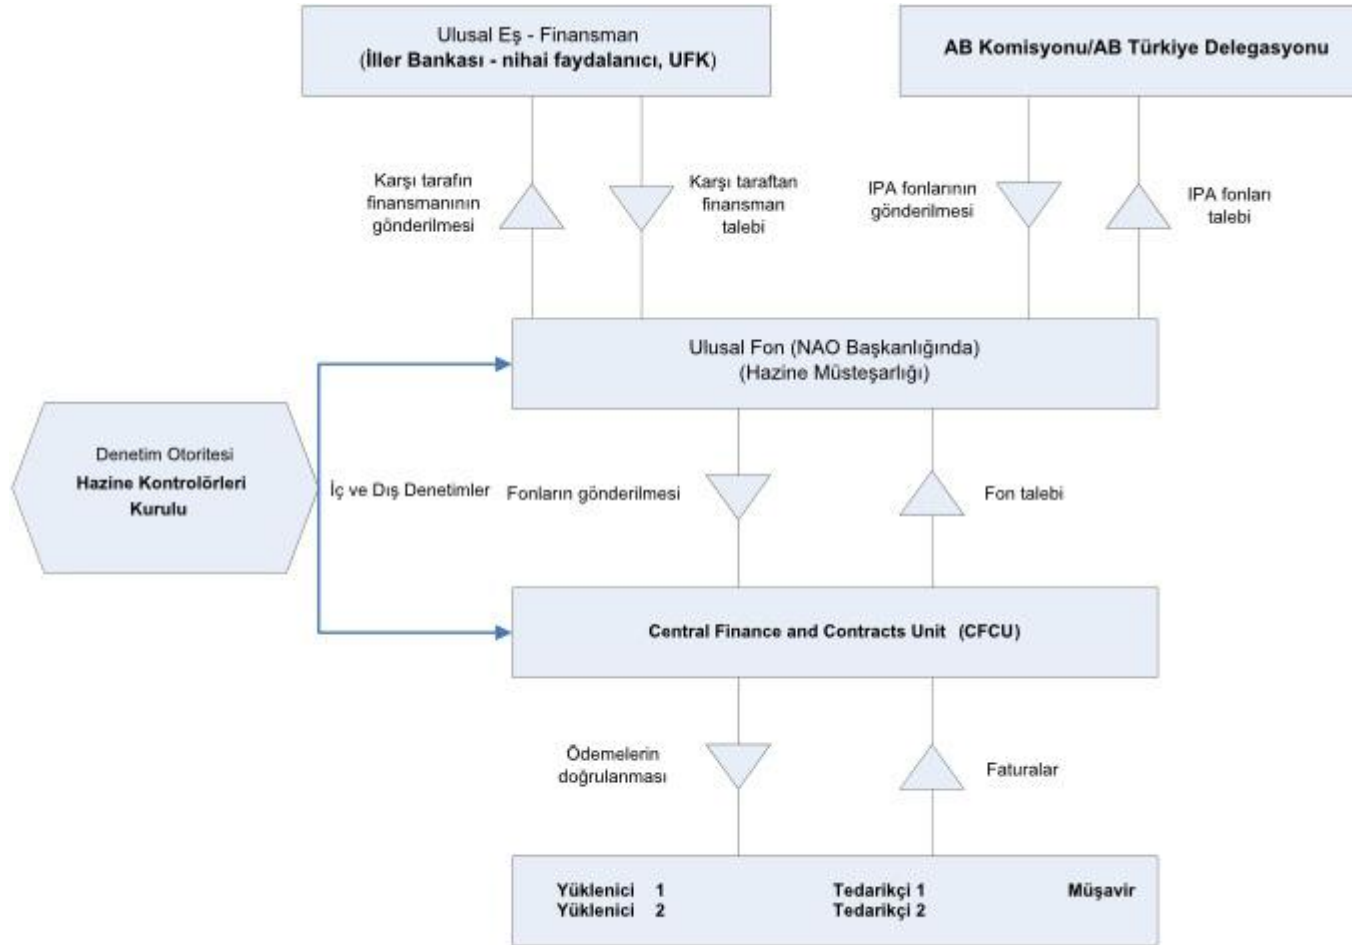 Ulusal Eş - Finansman
(İller Bankası - nihai faydalanıcı, UFK)
AB Komisyonu/AB Türkiye Delegasyonu
Karşı tarafın
finansmanının
gönderilmesi
Karşı taraftan
finansman
talebi
IPA fonlarının
gönderilmesi
IPA fonları
talebi
Ulusal Fon (NAO Başkanlığında)
(Hazine Müsteşarlığı)
Denetim Otoritesi
Hazine Kontrolörleri
Kurulu
İç ve Dış Denetimler
Fonların gönderilmesi
Fon talebi
Central Finance and Contracts Unit (CFCU)
Ödemelerin
doğrulanması
Faturalar
Yüklenici 1 Tedarikçi 1 Müşavir
Yüklenici 2 Tedarikçi 2